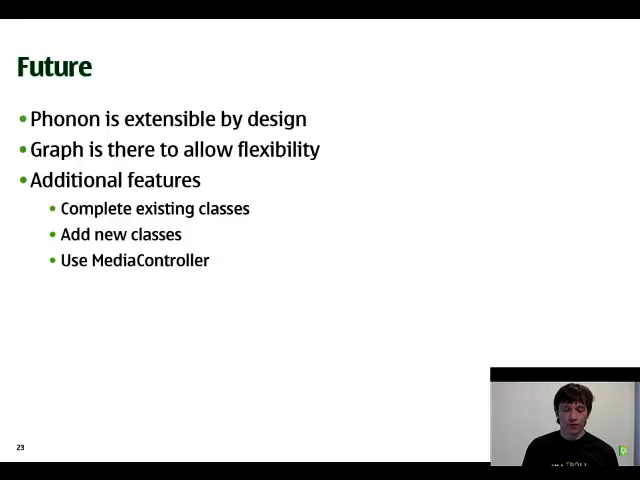 Future
•Phonon is extensible by design
•Graph is there to allow flexibility
•Additional features
• Complete existing classes
• Add new classes
• Use MediaController
23